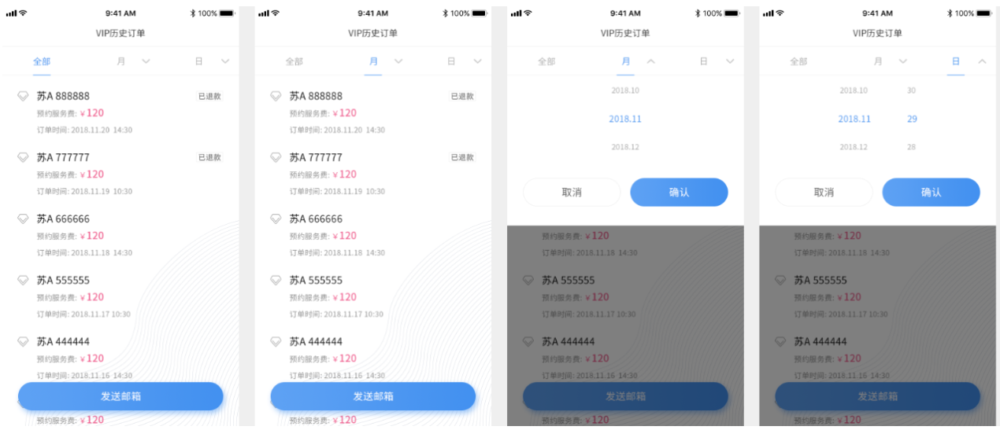 9:41 AM
100%
VIP历史订单
全部
月
日
苏A 888888
已退款
预约服务费: ￥120
订单时间: 2018.11.20 14:30
苏A 777777
已退款
预约服务费: ￥120
订单时间: 2018.11.19 10:30
苏A 666666
预约服务费: ￥120
订单时间: 2018.11.18 14:30
苏A 555555
预约服务费: ￥120
订单时间: 2018.11.17 10:30
苏A 444444
预约服务费: ￥120
订单时间: 2018.11.16 14:30
发送邮箱
预约服务费: ￥120
9:41 AM
100%
VIP历史订单
全部
月
日
苏A 888888
已退款
预约服务费: ￥120
订单时间: 2018.11.20 14:30
苏A 777777
已退款
预约服务费: ￥120
订单时间: 2018.11.19 10:30
苏A 666666
预约服务费: ￥120
订单时间: 2018.11.18 14:30
苏A 555555
预约服务费: ￥120
订单时间: 2018.11.17 10:30
苏A 444444
预约服务费: ￥120
订单时间: 2018.11.16 14:30
发送邮箱
预约服务费: ￥120
9:41 AM
100%
VIP历史订单
全部
月
日
2018.10
2018.11
2018.12
取消
确认
预约服务费: ￥120
订单时间: 2018.11.18 14:30
苏A 555555
预约服务费: ￥120
订单时间: 2018.11.17 10:30
苏A 444444
预约服务费: ￥120
订单时间: 2018.11.16 14:30
发送邮箱
预约服务费: ￥120
9:41 AM
100%
VIP历史订单
全部
月
日
2018.10 30
2018.11 29
2018.12 28
取消
确认
预约服务费: ￥120
订单时间: 2018.11.18 14:30
苏A 555555
预约服务费: ￥120
订单时间: 2018.11.17 10:30
苏A 444444
预约服务费: ￥120
订单时间: 2018.11.16 14:30
发送邮箱
预约服务费: ￥120